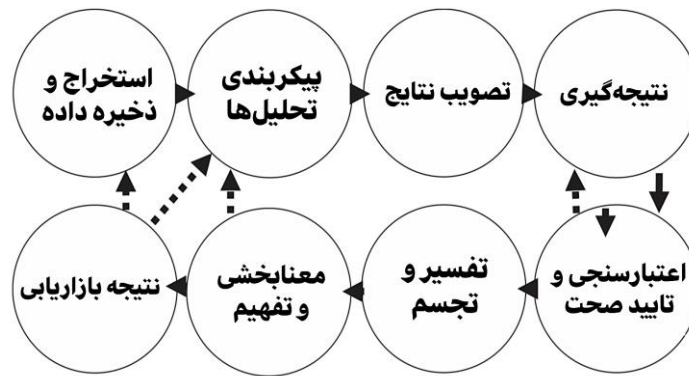 استخراج و
ذخیره داده
پیکربندی
تحلیل‌ها
تصویب نتایج
نتیجه‌گیری
اعتبارسنجی و
تایید صحت
تفسیر و
تجسم
معنابخشی
و تفهیم
نتیجه بازاریابی